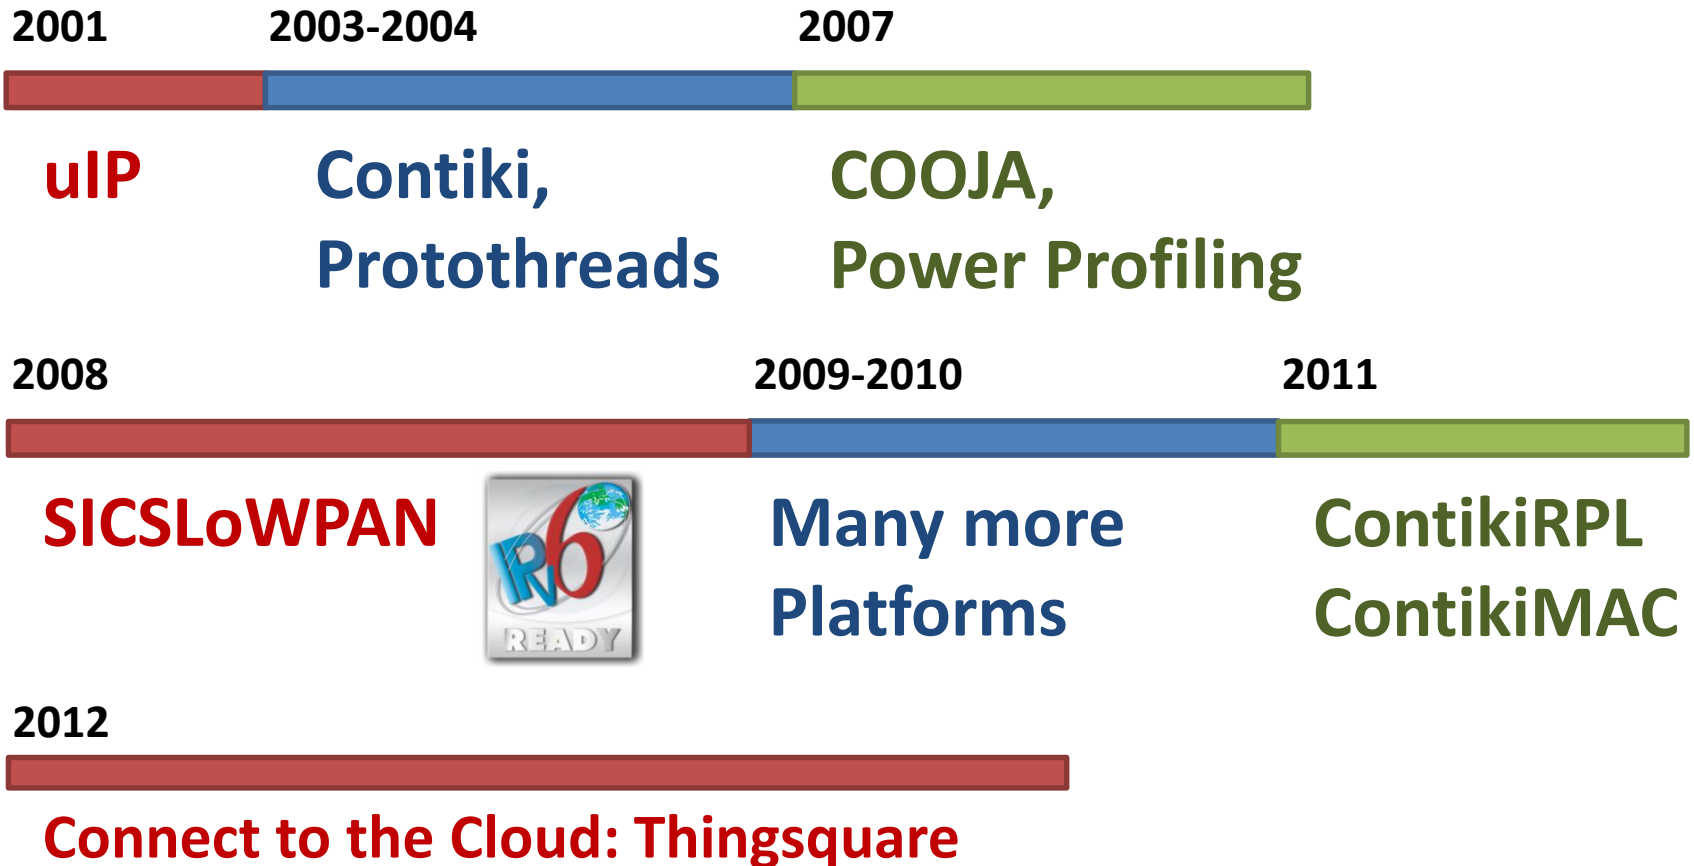 2001 2003-2004 2007
uIP Contiki, COOJA,
Protothreads Power Profiling
2008 2009-2010 2011
SICSLoWPAN IPv6 Many more ContikiRPL
READY Platforms ContikiMAC
2012
Connect to the Cloud: Thingsquare